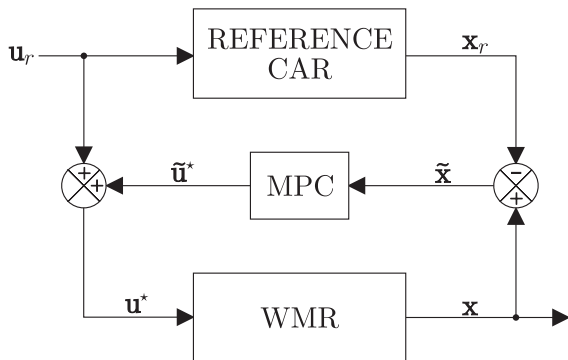 u_r
REFERENCE
CAR
x_r
+
+
ũ*
MPC
x̃
-
+
u*
WMR
x